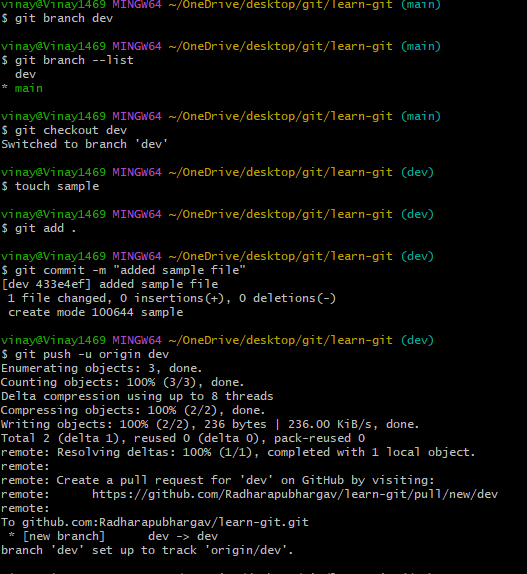 vinay@Vinay1469 MINGW64 ~/OneDrive/desktop/git/learn-git (main)
$ git branch dev
vinay@Vinay1469 MINGW64 ~/OneDrive/desktop/git/learn-git (main)
$ git branch --list
  dev
* main
vinay@Vinay1469 MINGW64 ~/OneDrive/desktop/git/learn-git (main)
$ git checkout dev
Switched to branch 'dev'
vinay@Vinay1469 MINGW64 ~/OneDrive/desktop/git/learn-git (dev)
$ touch sample
vinay@Vinay1469 MINGW64 ~/OneDrive/desktop/git/learn-git (dev)
$ git add .
vinay@Vinay1469 MINGW64 ~/OneDrive/desktop/git/learn-git (dev)
$ git commit -m "added sample file"
[dev 433e4ef] added sample file
 1 file changed, 0 insertions(+), 0 deletions(-)
 create mode 100644 sample
vinay@Vinay1469 MINGW64 ~/OneDrive/desktop/git/learn-git (dev)
$ git push -u origin dev
Enumerating objects: 3, done.
Counting objects: 100% (3/3), done.
Delta compression using up to 8 threads
Compressing objects: 100% (2/2), done.
Writing objects: 100% (2/2), 236 bytes | 236.00 KiB/s, done.
Total 2 (delta 1), reused 0 (delta 0), pack-reused 0
remote: Resolving deltas: 100% (1/1), completed with 1 local object.
remote:
remote: Create a pull request for 'dev' on GitHub by visiting:
remote:      https://github.com/Radharapubhargav/learn-git/pull/new/dev
remote:
To github.com:Radharapubhargav/learn-git.git
 * [new branch]      dev -> dev
branch 'dev' set up to track 'origin/dev'.